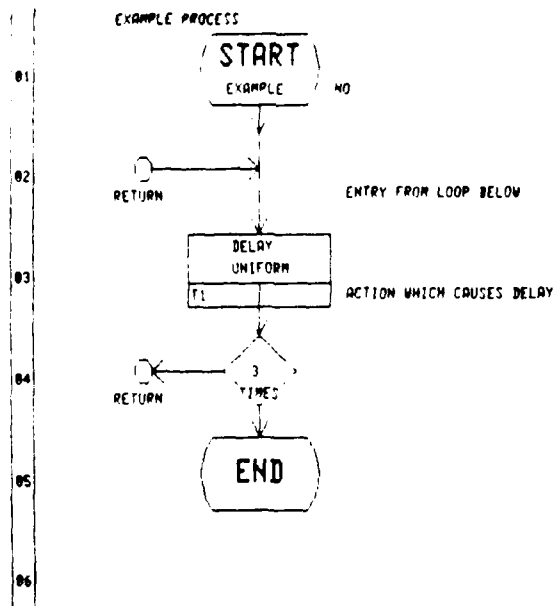 EXAMPLE PROCESS
START
01
EXAMPLE NO
02
RETURN
ENTRY FROM LOOP BELOW
DELAY
UNIFORM
03
T1
ACTION WHICH CAUSES DELAY
04
3
TIMES
RETURN
END
05
06